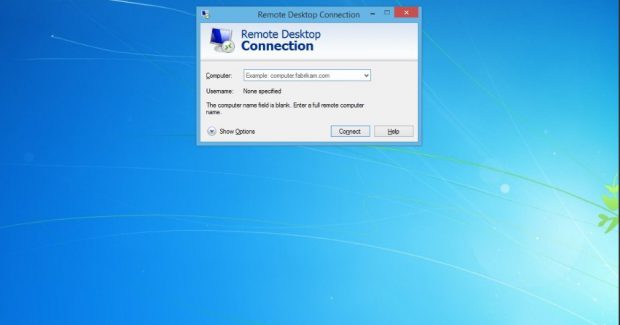 Remote Desktop Connection
Remote Desktop
Connection
Computer: Example: computer.fabrikam.com
Username: None specified
The computer name field is blank. Enter a full remote computer
name.
Show Options Connect Help